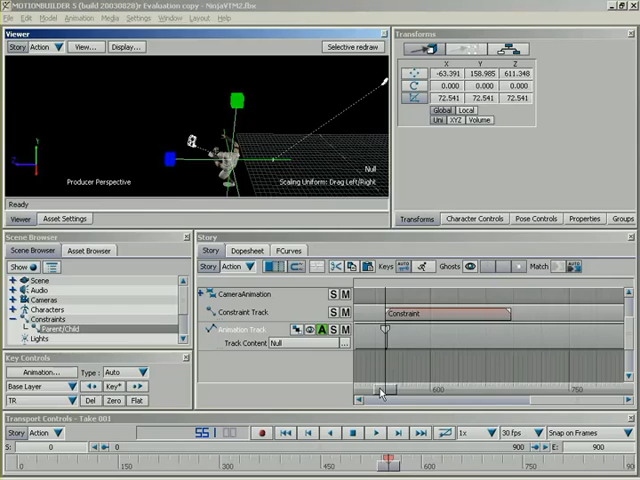 MOTIONBUILDER S (build 20030828)r Evaluation copy - NinjaVTM2.fbx
File Edit Model Animation Settings Window Layout Help
Viewer
Story Action View... Display... Selective redraw
Producer Perspective
Null
Scaling Uniform: Drag Left/Right
Ready
Viewer Asset Settings
Transforms
X Y Z
-63.391 158.985 611.348
0.000 0.000 0.000
72.541 72.541 72.541
Global Local
Uni XYZ Volume
Transforms Character Controls Pose Controls Properties Groups
Scene Browser
Scene Browser Asset Browser
Show
Scene
Audio
Cameras
Characters
Constraints
Parent/Child
Lights
Key Controls
Animation... Type : Auto
Base Layer Key*
TR Del Zero Flat
Story
Story Dopesheet FCurves
Story Action Keys AUTO Ghosts Match AUTO
CameraAnimation S M
Constraint Track S M Constraint
Animation Track A S M
Track Content Null ...
600 750
Transport Controls - Take 001
Story Action 551 00 1x 30 fps Snap on Frames
S: 0 0 900 E: 900
0 150 300 450 600 750 900